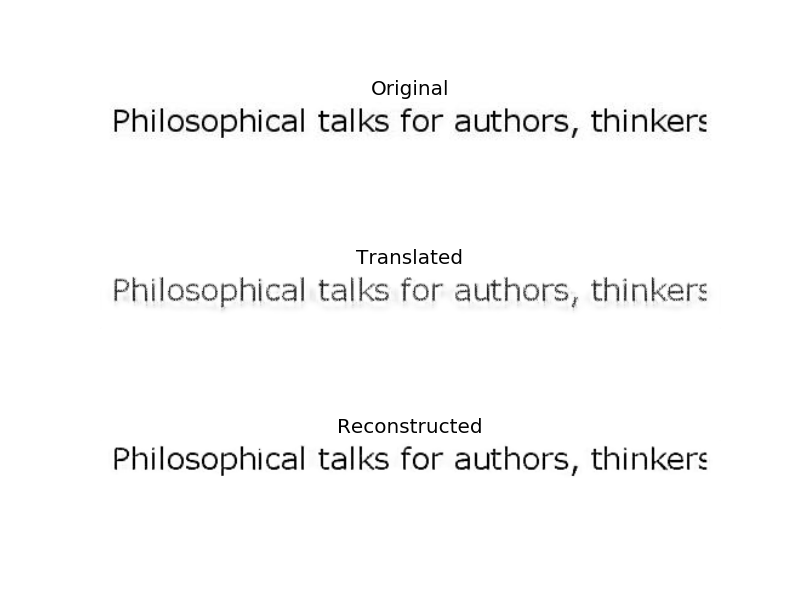 Original
Philosophical talks for authors, thinkers
Translated
Philosophical talks for authors, thinkers
Reconstructed
Philosophical talks for authors, thinkers